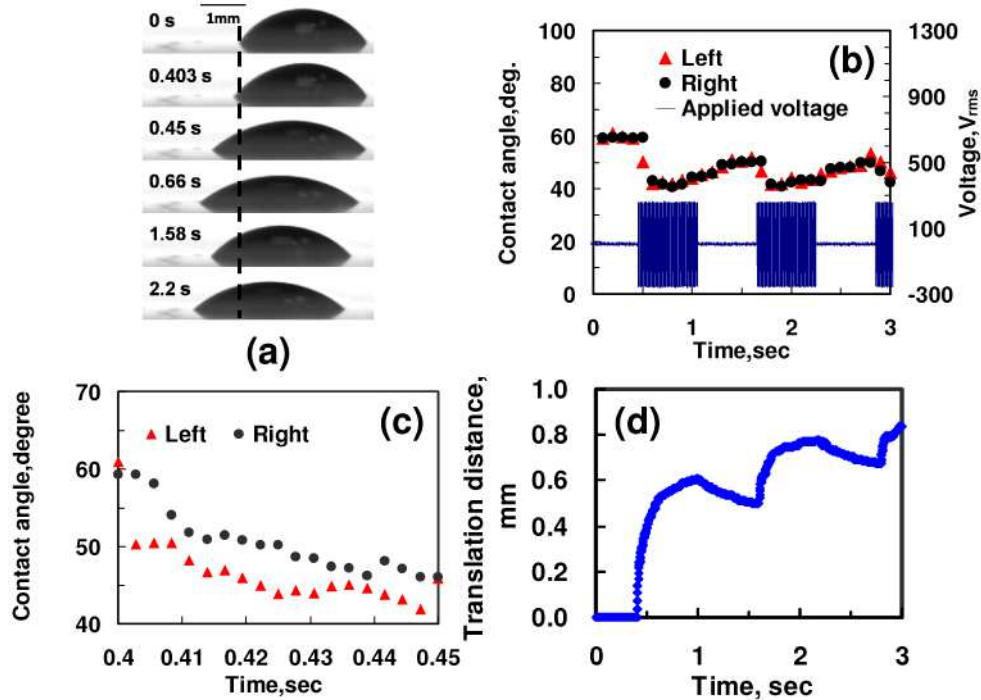 1mm
0 s
0.403 s
0.45 s
0.66 s
1.58 s
2.2 s
(a)
Contact angle,deg.
100
80
60
40
20
0
Left
Right
Applied voltage
(b)
1300
900
500
100
-300
Voltage,Vrms
0 1 2 3
Time,sec
Contact angle,degree
70
60
50
40
Left Right
(c)
0.4 0.41 0.42 0.43 0.44 0.45
Time,sec
Translation distance,
mm
1.0
0.8
0.6
0.4
0.2
0.0
(d)
0 1 2 3
Time, sec